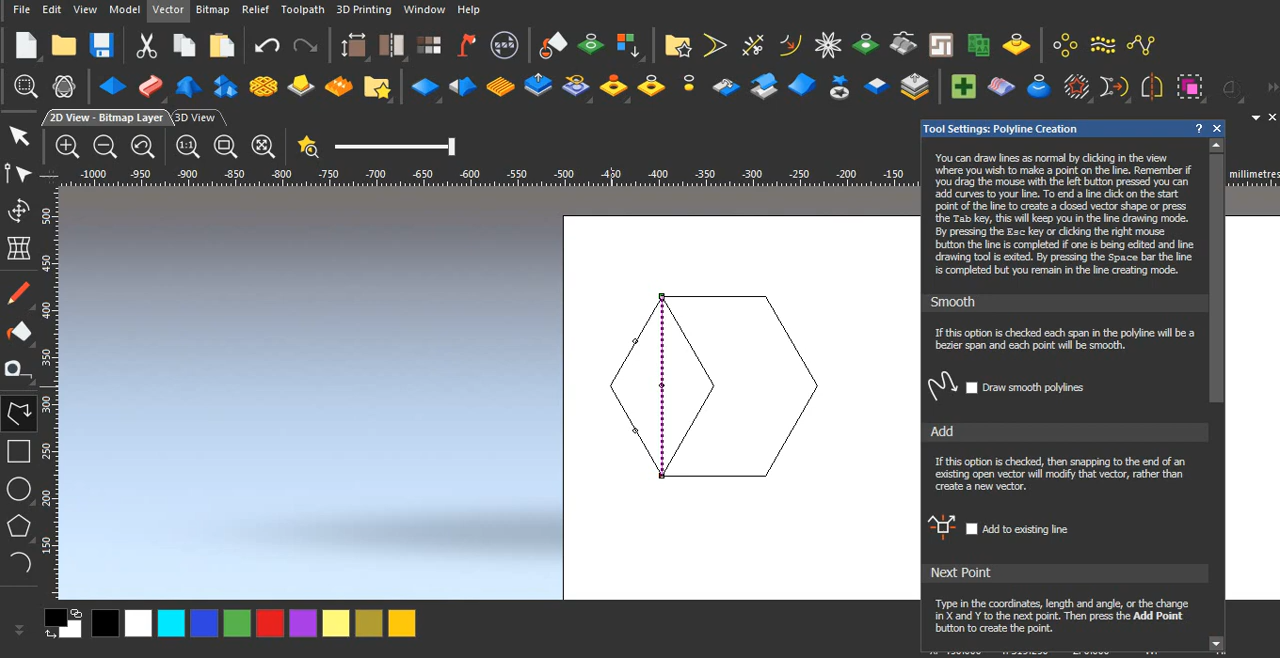 File Edit View Model Vector Bitmap Relief Toolpath 3D Printing Window Help
2D View - Bitmap Layer 3D View
1:1
-1000 -950 -900 -850 -800 -750 -700 -650 -600 -550 -500 -450 -400 -350 -300 -250 -200 -150 millimetres
500
450
400
350
300
250
200
150
Tool Settings: Polyline Creation ?
You can draw lines as normal by clicking in the view
where you wish to make a point on the line. Remember if
you drag the mouse with the left button pressed you can
add curves to your line. To end a line click on the start
point of the line to create a closed vector shape or press
the Tab key, this will keep you in the line drawing mode.
By pressing the Esc key or clicking the right mouse
button the line is completed if one is being edited and line
drawing tool is exited. By pressing the Space bar the line
is completed but you remain in the line creating mode.
Smooth
If this option is checked each span in the polyline will be a
bezier span and each point will be smooth.
Draw smooth polylines
Add
If this option is checked, then snapping to the end of an
existing open vector will modify that vector, rather than
create a new vector.
Add to existing line
Next Point
Type in the coordinates, length and angle, or the change
in X and Y to the next point. Then press the Add Point
button to create the point.